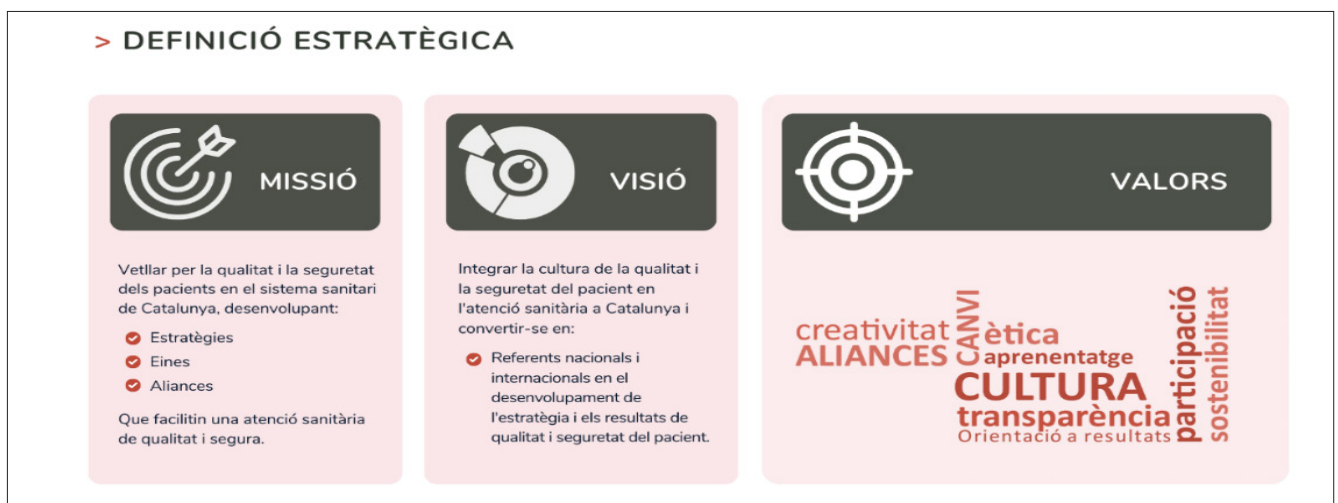 > DEFINICIÓ ESTRATÈGICA
MISSIÓ
Vetllar per la qualitat i la seguretat
dels pacients en el sistema sanitari
de Catalunya, desenvolupant:
Estratègies
Eines
Aliances
Que facilitin una atenció sanitària
de qualitat i segura.
VISIÓ
Integrar la cultura de la qualitat i
la seguretat del pacient en
l'atenció sanitària a Catalunya i
convertir-se en:
Referents nacionals i
internacionals en el
desenvolupament de
l'estratègia i els resultats de
qualitat i seguretat del pacient.
VALORS
creativitat
ALIANCES
CANVI
ètica
aprenentatge
CULTURA
transparència
Orientació a resultats
participació
sostenibilitat